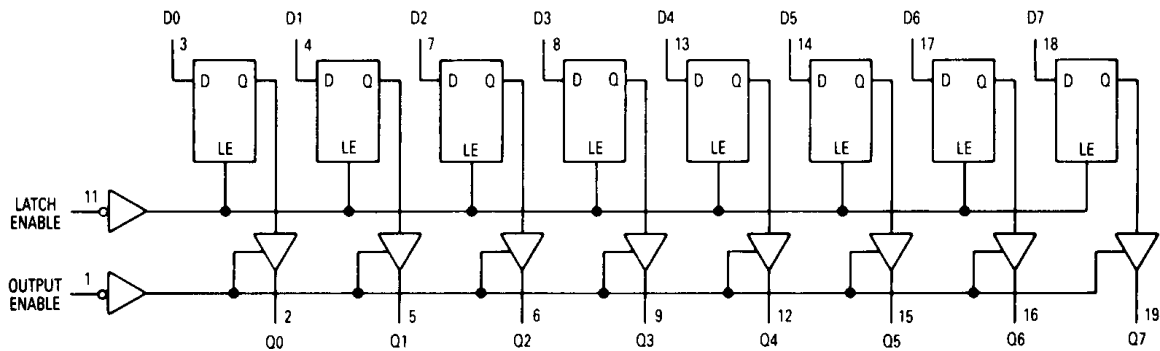 D0 D1 D2 D3 D4 D5 D6 D7
3 4 7 8 13 14 17 18
D Q D Q D Q D Q D Q D Q D Q D Q
LE LE LE LE LE LE LE LE
LATCH 11
ENABLE
OUTPUT 1
ENABLE
2 5 6 9 12 15 16 19
Q0 Q1 Q2 Q3 Q4 Q5 Q6 Q7